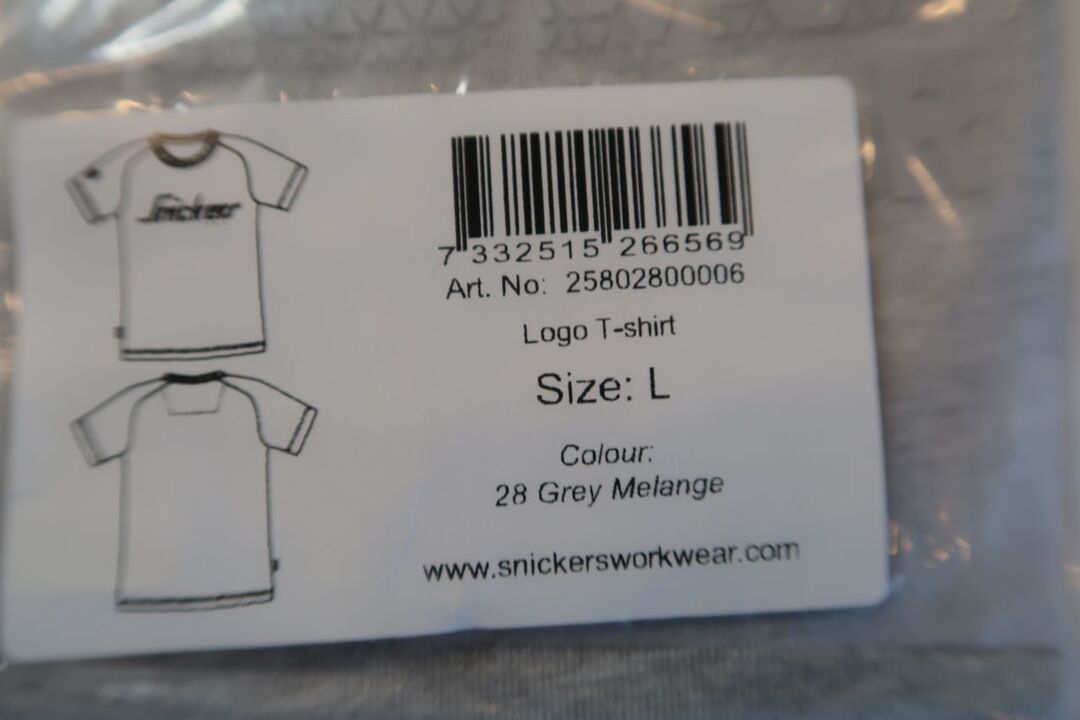 Snickers
7 332515 266569
Art. No: 25802800006
Logo T-shirt
Size: L
Colour:
28 Grey Melange
www.snickersworkwear.com